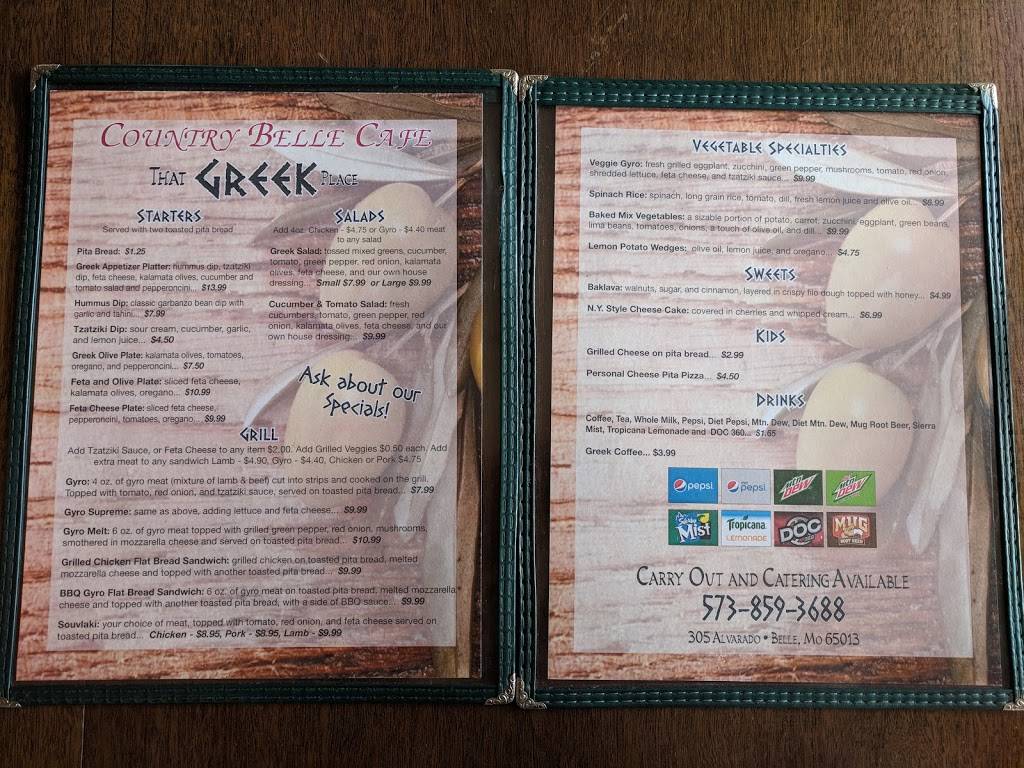 COUNTRY BELLE CAFE
THAT GREEK PLACE
STARTERS
Served with two toasted pita bread
Pita Bread: $1.25
Greek Appetizer Platter: hummus dip, tzatziki
dip, feta cheese, kalamata olives, cucumber and
tomato salad and pepperoncini... $13.99
Hummus Dip: classic garbanzo bean dip with
garlic and tahini... $7.99
Tzatziki Dip: sour cream, cucumber, garlic,
and lemon juice... $4.50
Greek Olive Plate: kalamata olives, tomatoes,
oregano, and pepperoncini... $7.50
Feta and Olive Plate: sliced feta cheese,
kalamata olives, oregano... $10.99
Feta Cheese Plate: sliced feta cheese,
pepperoncini, tomatoes, oregano... $9.99
SALADS
Add 4oz. Chicken - $4.75 or Gyro - $4.40 meat
to any salad
Greek Salad: tossed mixed greens, cucumber,
tomato, green pepper, red onion, kalamata
olives, feta cheese, and our own house
dressing... Small $7.99 or Large $9.99
Cucumber & Tomato Salad: fresh
cucumbers, tomato, green pepper, red
onion, kalamata olives, feta cheese, and our
own house dressing... $9.99
Ask about our
Specials!
GRILL
Add Tzatziki Sauce, or Feta Cheese to any item $2.00. Add Grilled Veggies $0.50 each. Add
extra meat to any sandwich Lamb - $4.90, Gyro - $4.40, Chicken or Pork $4.75
Gyro: 4 oz. of gyro meat (mixture of lamb & beef) cut into strips and cooked on the grill.
Topped with tomato, red onion, and tzatziki sauce, served on toasted pita bread... $7.99
Gyro Supreme: same as above, adding lettuce and feta cheese... $9.99
Gyro Melt: 6 oz. of gyro meat topped with grilled green pepper, red onion, mushrooms,
smothered in mozzarella cheese and served on toasted pita bread... $10.99
Grilled Chicken Flat Bread Sandwich: grilled chicken on toasted pita bread, melted
mozzarella cheese and topped with another toasted pita bread... $9.99
BBQ Gyro Flat Bread Sandwich: 6 oz. of gyro meat on toasted pita bread, melted mozzarella
cheese and topped with another toasted pita bread, with a side of BBQ sauce... $9.99
Souvlaki: your choice of meat, topped with tomato, red onion, and feta cheese served on
toasted pita bread... Chicken - $8.95, Pork - $8.95, Lamb - $9.99
VEGETABLE SPECIALTIES
Veggie Gyro: fresh grilled eggplant, zucchini, green pepper, mushrooms, tomato, red onion,
shredded lettuce, feta cheese, and tzatziki sauce... $9.99
Spinach Rice: spinach, long grain rice, tomato, dill, fresh lemon juice and olive oil... $6.99
Baked Mix Vegetables: a sizable portion of potato, carrot, zucchini, eggplant, green beans,
lima beans, tomatoes, onions, a touch of olive oil, and dill... $9.99
Lemon Potato Wedges: olive oil, lemon juice, and oregano... $4.75
SWEETS
Baklava: walnuts, sugar, and cinnamon, layered in crispy filo dough topped with honey... $4.99
N.Y. Style Cheese Cake: covered in cherries and whipped cream... $6.99
KIDS
Grilled Cheese on pita bread... $2.99
Personal Cheese Pita Pizza... $4.50
DRINKS
Coffee, Tea, Whole Milk, Pepsi, Diet Pepsi, Mtn. Dew, Diet Mtn. Dew, Mug Root Beer, Sierra
Mist, Tropicana Lemonade and DOC 360... $1.65
Greek Coffee... $3.99
pepsi
pepsi
Mtn DEW
DEW
Mist
Tropicana LEMONADE
DOC
MUG ROOT BEER
CARRY OUT AND CATERING AVAILABLE
573-859-3688
305 ALVARADO • BELLE, MO 65013